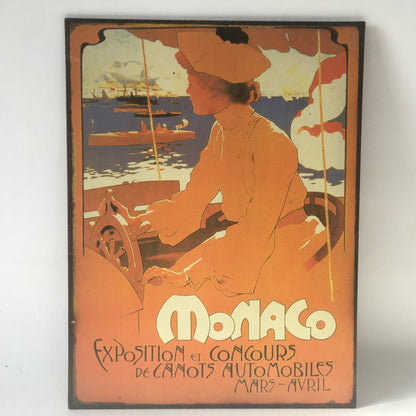 MONACO
EXPOSITION ET CONCOURS
DE CANOTS AUTOMOBILES
MARS-AVRIL